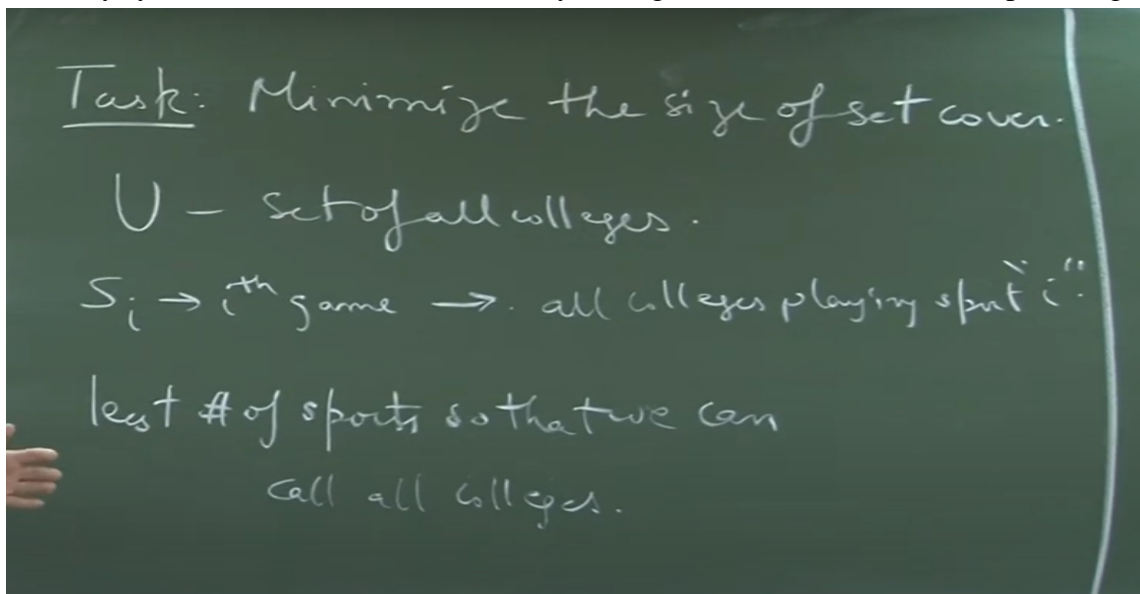 Task: Minimize the size of set cover.
U - set of all colleges.
Si → ith game → all colleges playing sport "i".
least # of sports so that we can
call all colleges.